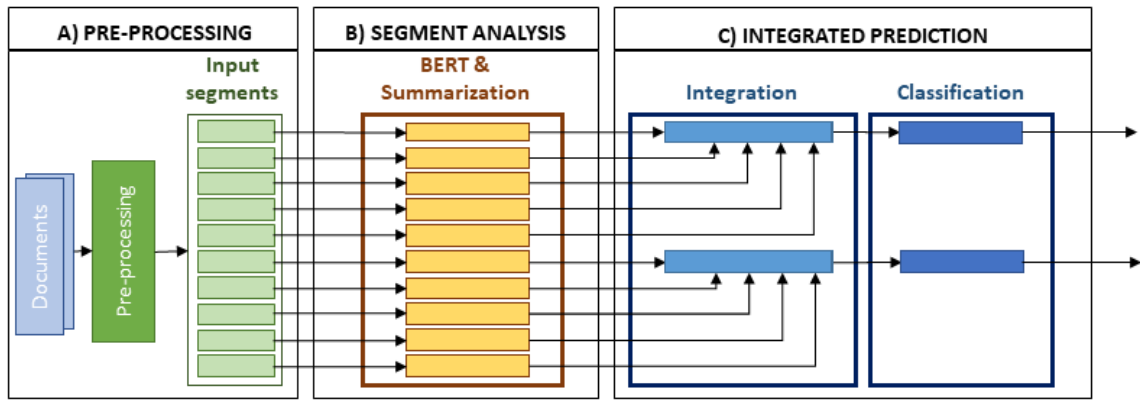 A) PRE-PROCESSING
B) SEGMENT ANALYSIS
C) INTEGRATED PREDICTION
Input
segments
BERT &
Summarization
Integration
Classification
Documents
Pre-processing